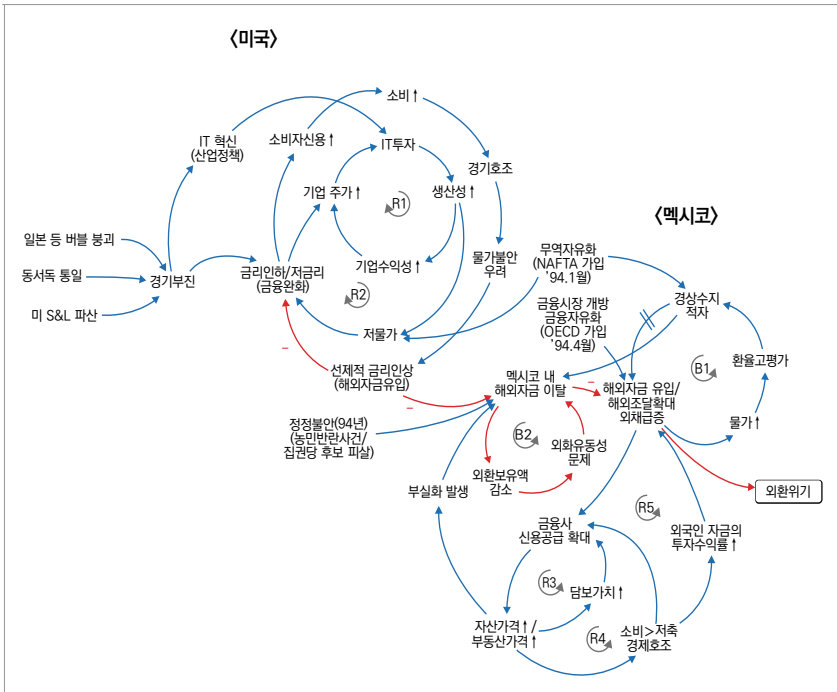 〈미국〉
소비↑
IT 혁신
(산업정책)
소비자신용↑
IT투자
경기호조
기업 주가↑
R1
생산성↑
〈멕시코〉
일본 등 버블 붕괴
동서독 통일
미 S&L 파산
경기부진
금리인하/저금리
(금융완화)
기업수익성↑
R2
물가불안
우려
저물가
무역자유화
(NAFTA 가입
'94.1월)
금융시장 개방
금융자유화
(OECD 가입
'94.4월)
경상수지
적자
–
선제적 금리인상
(해외자금유입)
–
멕시코 내
해외자금 이탈
–
해외자금 유입/
해외조달확대
외채급증
B1
환율고평가
물가↑
정정불안(94년)
(농민반란사건/
집권당 후보 피살)
B2
외화유동성
문제
외환보유액
감소
부실화 발생
외환위기
R5
외국인 자금의
투자수익률↑
금융사
신용공급 확대
R3
담보가치↑
자산가격↑/
부동산가격↑
R4
소비>저축
경제호조